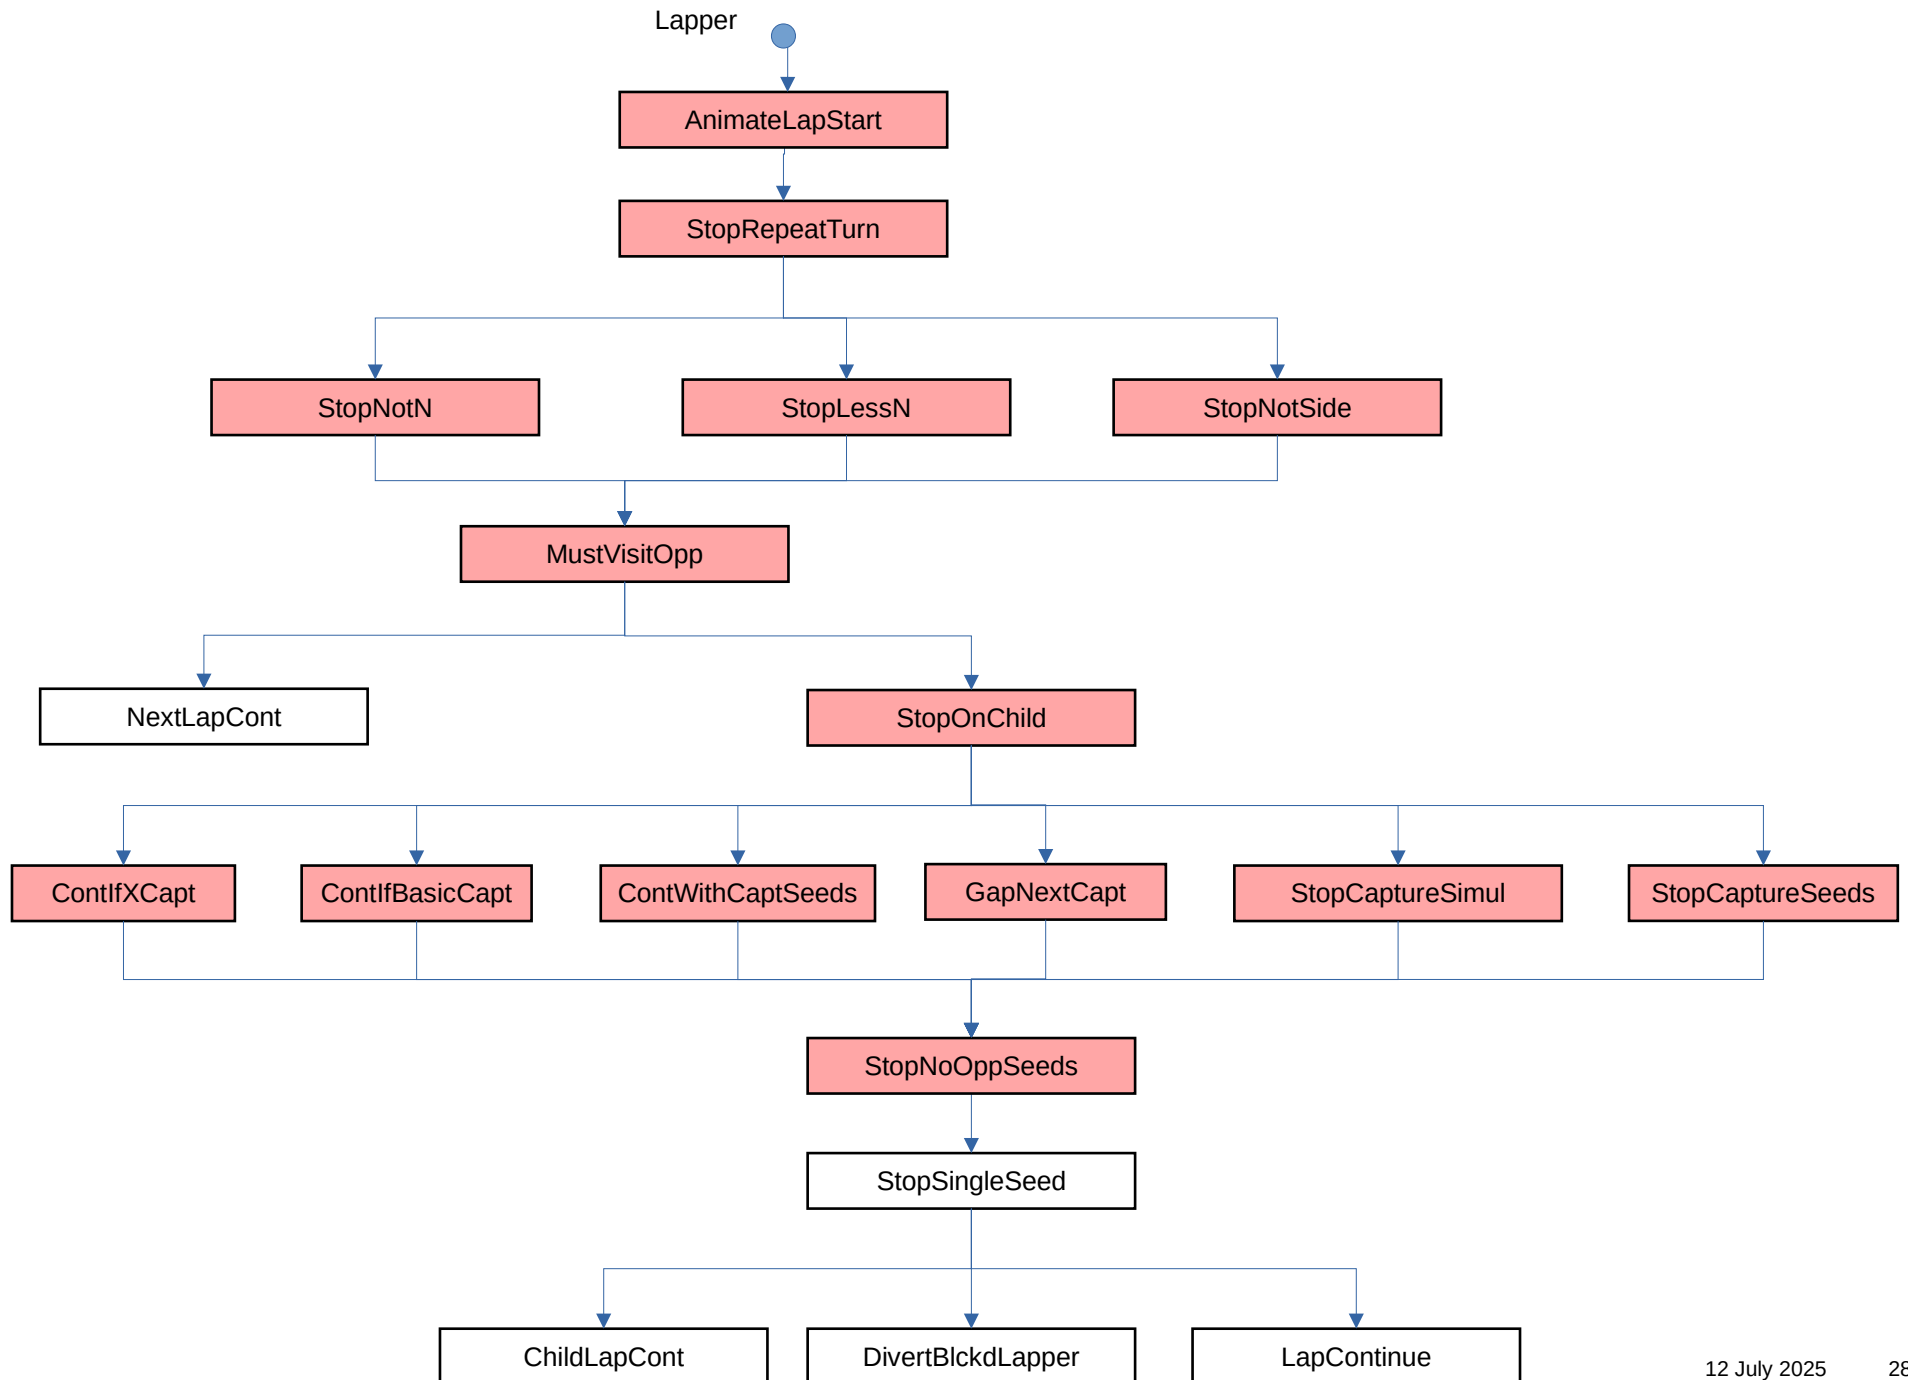 Lapper
AnimateLapStart
StopRepeatTurn
StopNotN
StopLessN
StopNotSide
MustVisitOpp
NextLapCont
StopOnChild
ContIfXCapt
ContIfBasicCapt
ContWithCaptSeeds
GapNextCapt
StopCaptureSimul
StopCaptureSeeds
StopNoOppSeeds
StopSingleSeed
ChildLapCont
DivertBlckdLapper
LapContinue
12 July 2025
28